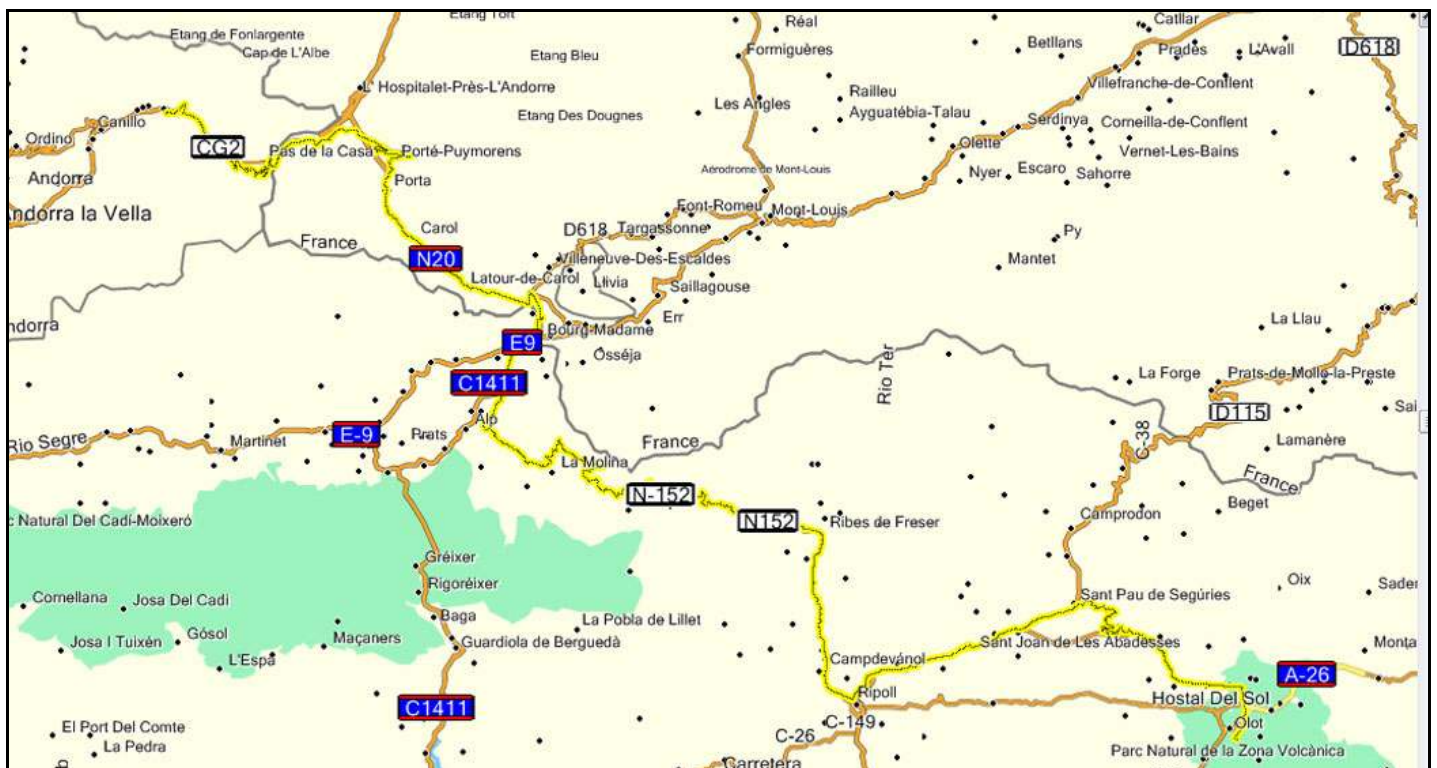 Etang Tort
Réal
Catllar
Etang de Fonlargente
Cap de L'Albe
Etang Bleu
Formiguères
Betllans
Pradès
L'Avall
D618
L' Hospitalet-Près-L'Andorre
Villefranche-de-Conflent
Railleu
Les Angles
Etang Des Dougnes
Ayguatébia-Talau
Serdinya
Corneilla-de-Conflent
Canillo
Ordino
CG2
Pas de la Casa
Porté-Puymorens
Olette
Vernet-Les-Bains
Aérodrome de Mont-Louis
Nyer
Escaro
Sahorre
Andorra
Porta
Andorra la Vella
Font-Romeu
Mont-Louis
Carol
D618
Targassonne
France
Py
N20
Villeneuve-Des-Escaldes
Mantet
Latour-de-Carol
Llivia
Saillagouse
ndorra
Bourg-Madame
Err
La Llau
E9
Osséja
Rio Ter
C1411
La Forge
Prats-de-Mollo-la-Preste
Sai
D115
Alp
E-9
Prats
Rio Segre
Martinet
France
C-38
Lamanère
La Molina
France
N-152
Beget
c Natural Del Cadí-Moixeró
N152
Ribes de Freser
Camprodon
Gréixer
Rigoréixer
Oix
Sader
Cornellana
Josa Del Cadi
Baga
Sant Pau de Segúries
La Pobla de Lillet
Gósol
Maçaners
Josa I Tuixén
Guardiola de Berguedà
Sant Joan de Les Abadesses
Monta
L'Espà
Campdevánol
A-26
Ripoll
Hostal Del Sol
C1411
El Port Del Comte
C-149
Olot
La Pedra
C-26
Parc Natural de la Zona Volcànica
Carretera